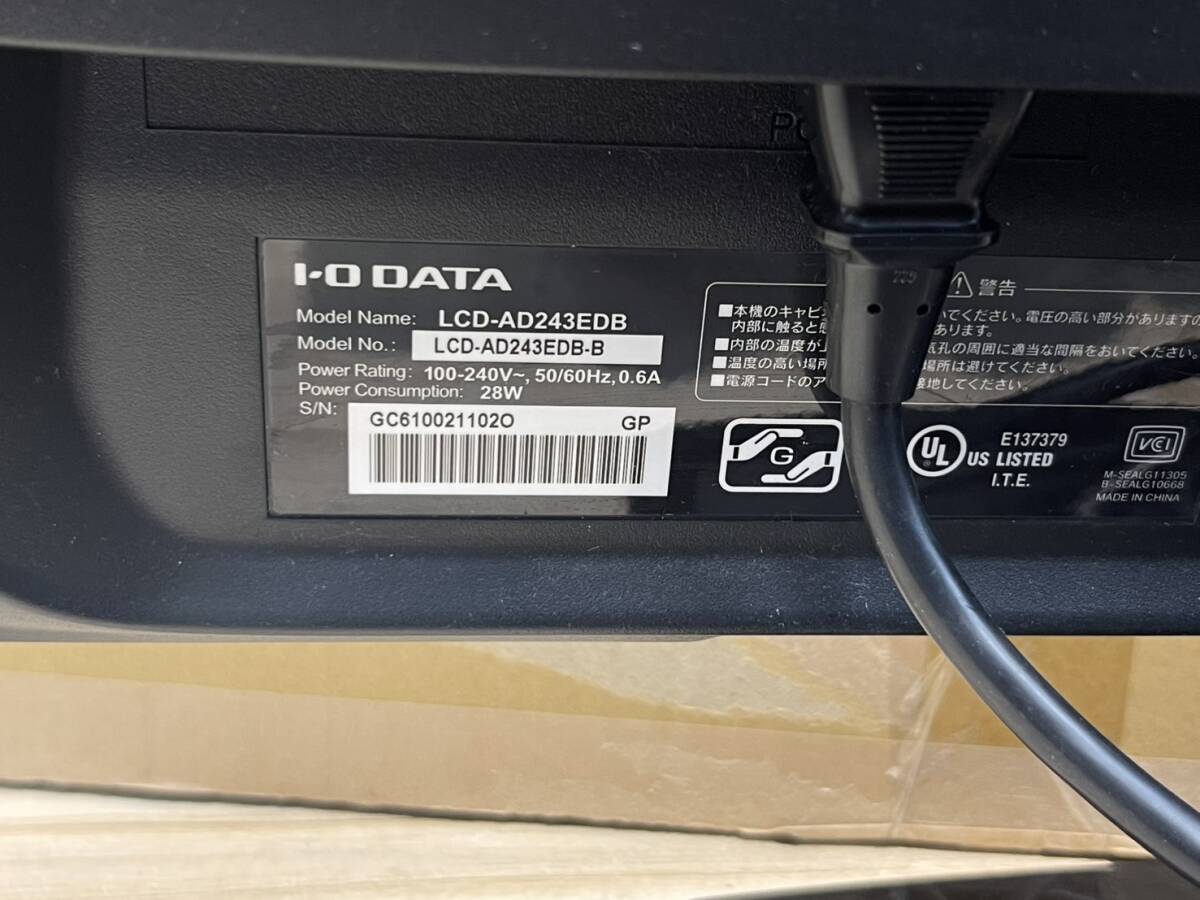 I-O DATA
Model Name: LCD-AD243EDB
Model No.: LCD-AD243EDB-B
Power Rating: 100-240V~, 50/60Hz, 0.6A
Power Consumption: 28W
S/N:
GC610021102O GP
警告
■本機のキャビ いでください。電圧の高い部分がありますの
内部に触ると感 あります。
■内部の温度が 気孔の周囲に適当な間隔をおいてください。
■温度の高い場所 場所は避けてください。
■電源コードのア 接地してください。
G
UL
US LISTED
E137379
I.T.E.
VCI
M-SEALG11305
B-SEALG10668
MADE IN CHINA